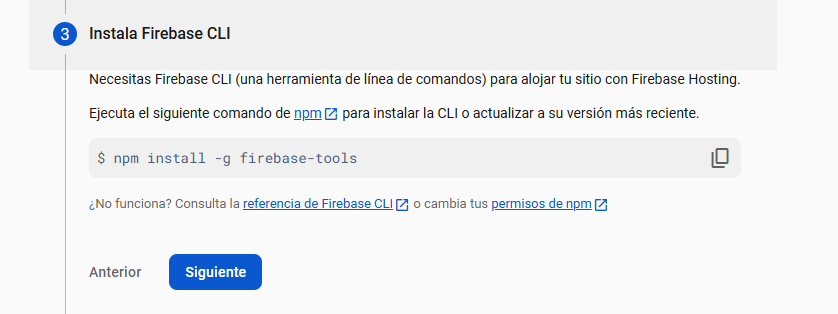 3 Instala Firebase CLI
Necesitas Firebase CLI (una herramienta de línea de comandos) para alojar tu sitio con Firebase Hosting.
Ejecuta el siguiente comando de npm para instalar la CLI o actualizar a su versión más reciente.
$ npm install -g firebase-tools
¿No funciona? Consulta la referencia de Firebase CLI o cambia tus permisos de npm
Anterior Siguiente